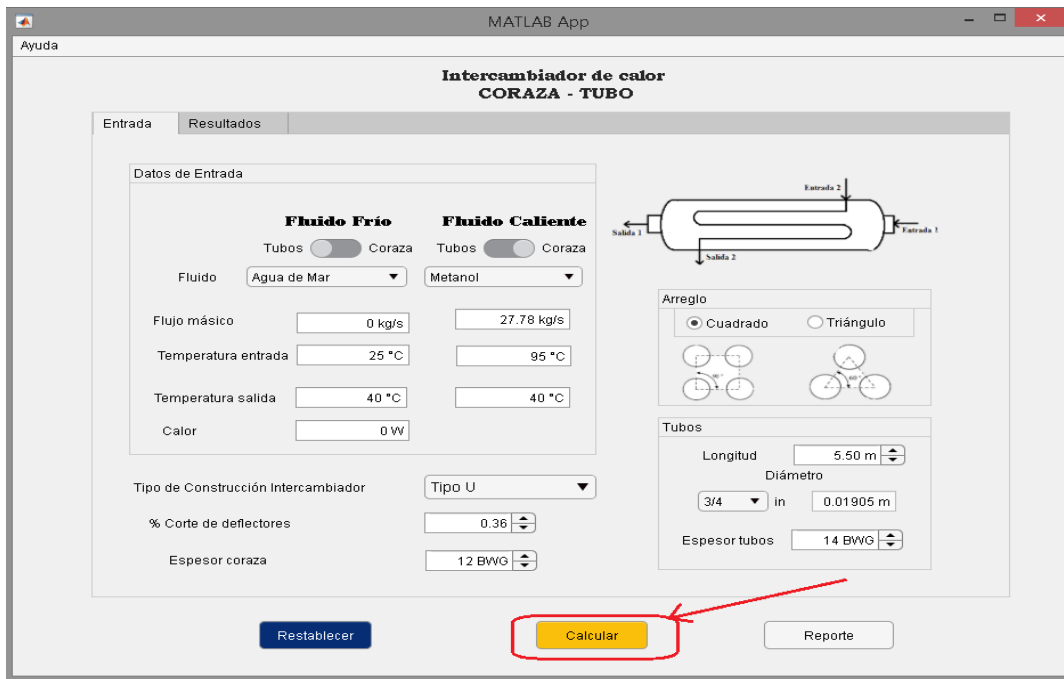 MATLAB App
Ayuda
Intercambiador de calor
CORAZA - TUBO
Entrada Resultados
Datos de Entrada
Fluido Frío Fluido Caliente
Tubos Coraza Tubos Coraza
Fluido Agua de Mar Metanol
Flujo másico 0 kg/s 27.78 kg/s
Temperatura entrada 25 °C 95 °C
Temperatura salida 40 °C 40 °C
Calor 0 W
Tipo de Construcción Intercambiador Tipo U
% Corte de deflectores 0.36
Espesor coraza 12 BWG
Entrada 2
Salida 1
Entrada 1
Salida 2
Arreglo
Cuadrado Triángulo
Tubos
Longitud 5.50 m
Diámetro
3/4 in 0.01905 m
Espesor tubos 14 BWG
Restablecer Calcular Reporte